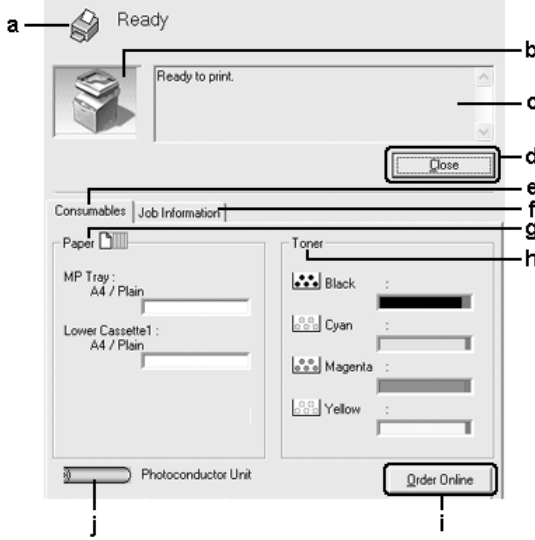 a
Ready
b
Ready to print.
c
Close
d
Consumables
Job Information
e
f
Paper
g
Toner
h
MP Tray :
A4 / Plain
Lower Cassette1 :
A4 / Plain
Black :
Cyan :
Magenta :
Yellow :
Photoconductor Unit
Order Online
j
i